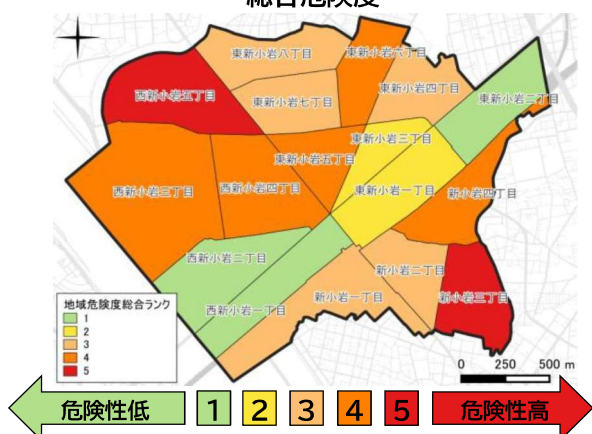 総合危険度
東新小岩八丁目
東新小岩六丁目
西新小岩五丁目
東新小岩七丁目
東新小岩四丁目
東新小岩二丁目
東新小岩三丁目
東新小岩五丁目
西新小岩三丁目
西新小岩四丁目
東新小岩一丁目
新小岩四丁目
西新小岩二丁目
新小岩二丁目
西新小岩一丁目
新小岩一丁目
新小岩三丁目
地域危険度総合ランク
1
2
3
4
5
0 250 500 m
危険性低 1 2 3 4 5 危険性高